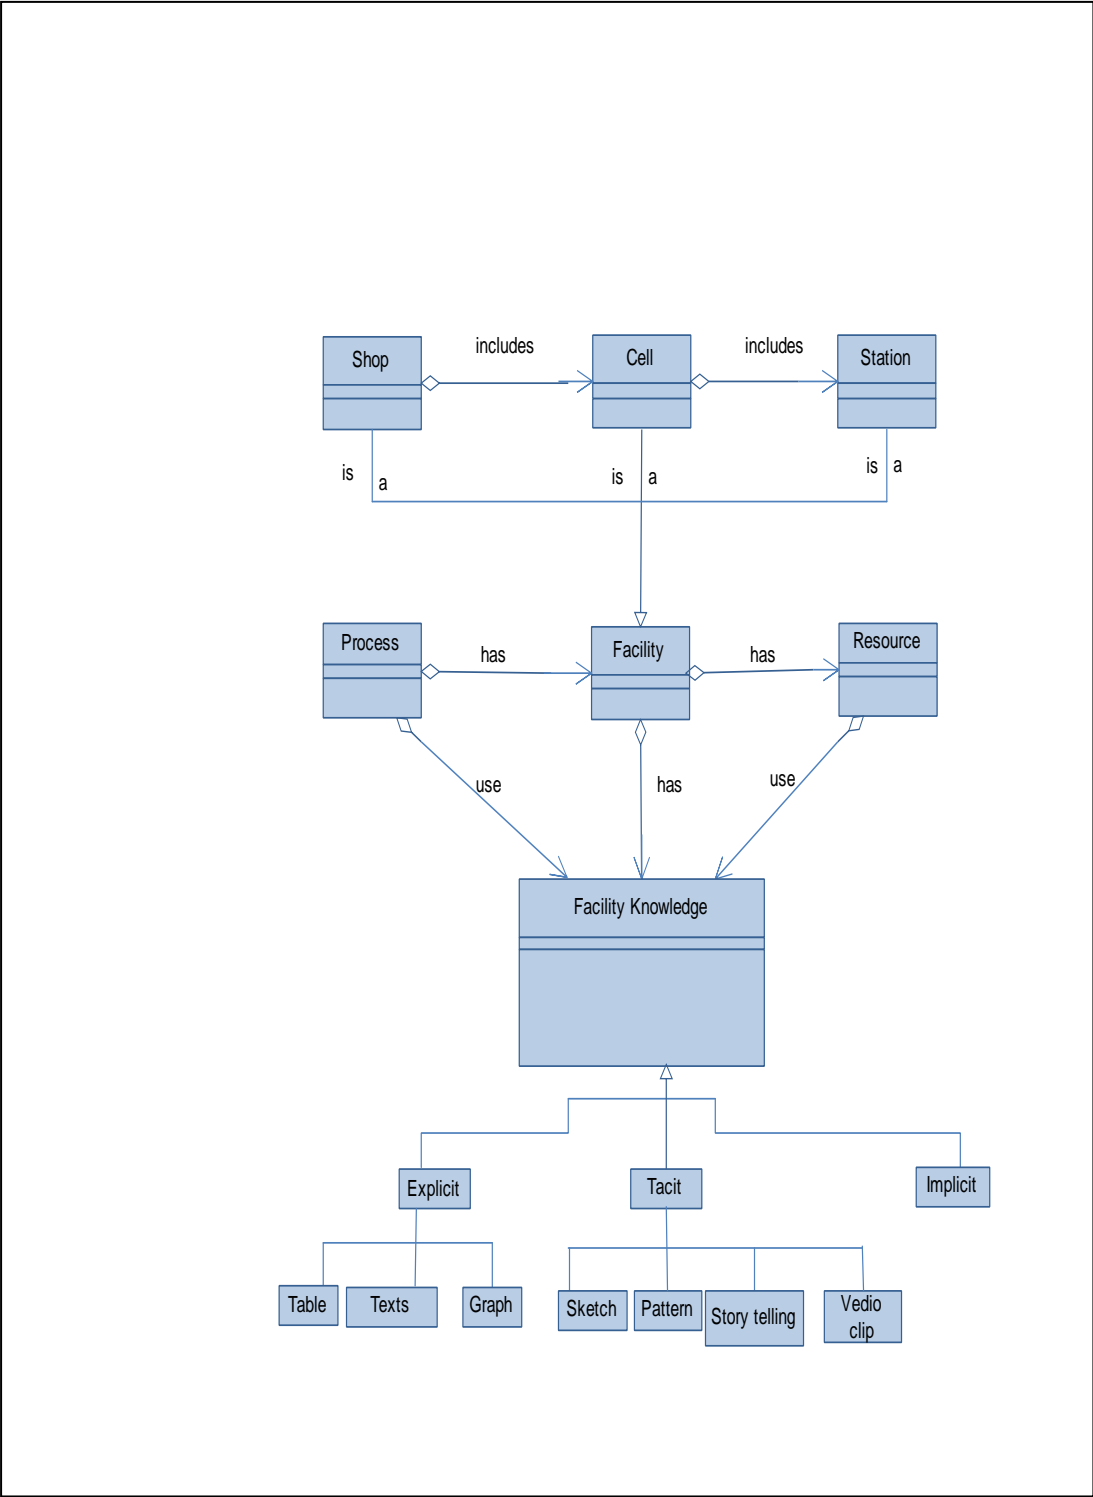 Shop
includes
Cell
includes
Station
is
a
is
a
is
a
Process
has
Facility
has
Resource
use
has
use
Facility Knowledge
Explicit
Tacit
Implicit
Table
Texts
Graph
Sketch
Pattern
Story telling
Vedio
clip